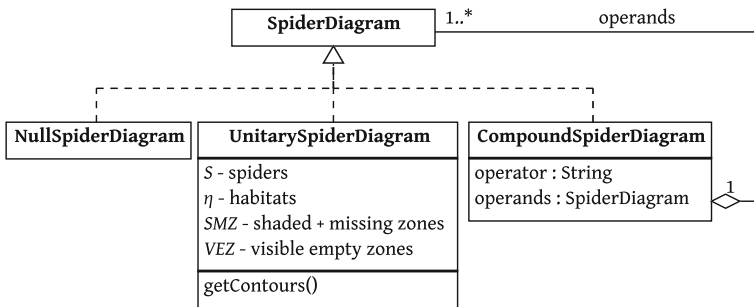 SpiderDiagram
1..*
operands
NullSpiderDiagram
UnitarySpiderDiagram
S - spiders
η - habitats
SMZ - shaded + missing zones
VEZ - visible empty zones
getContours()
CompoundSpiderDiagram
operator : String
operands : SpiderDiagram
1